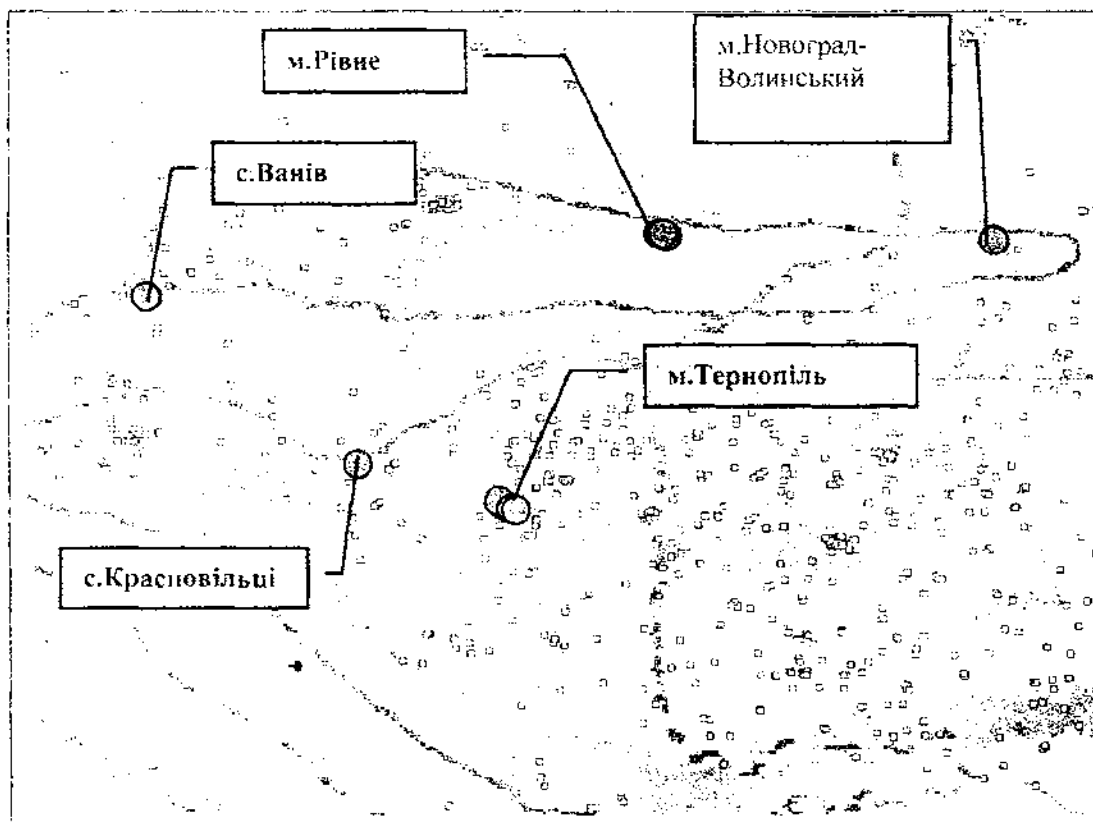 м.Рівне
м.Новоград-
Волинський
с.Ванів
м.Тернопіль
с.Красновільці